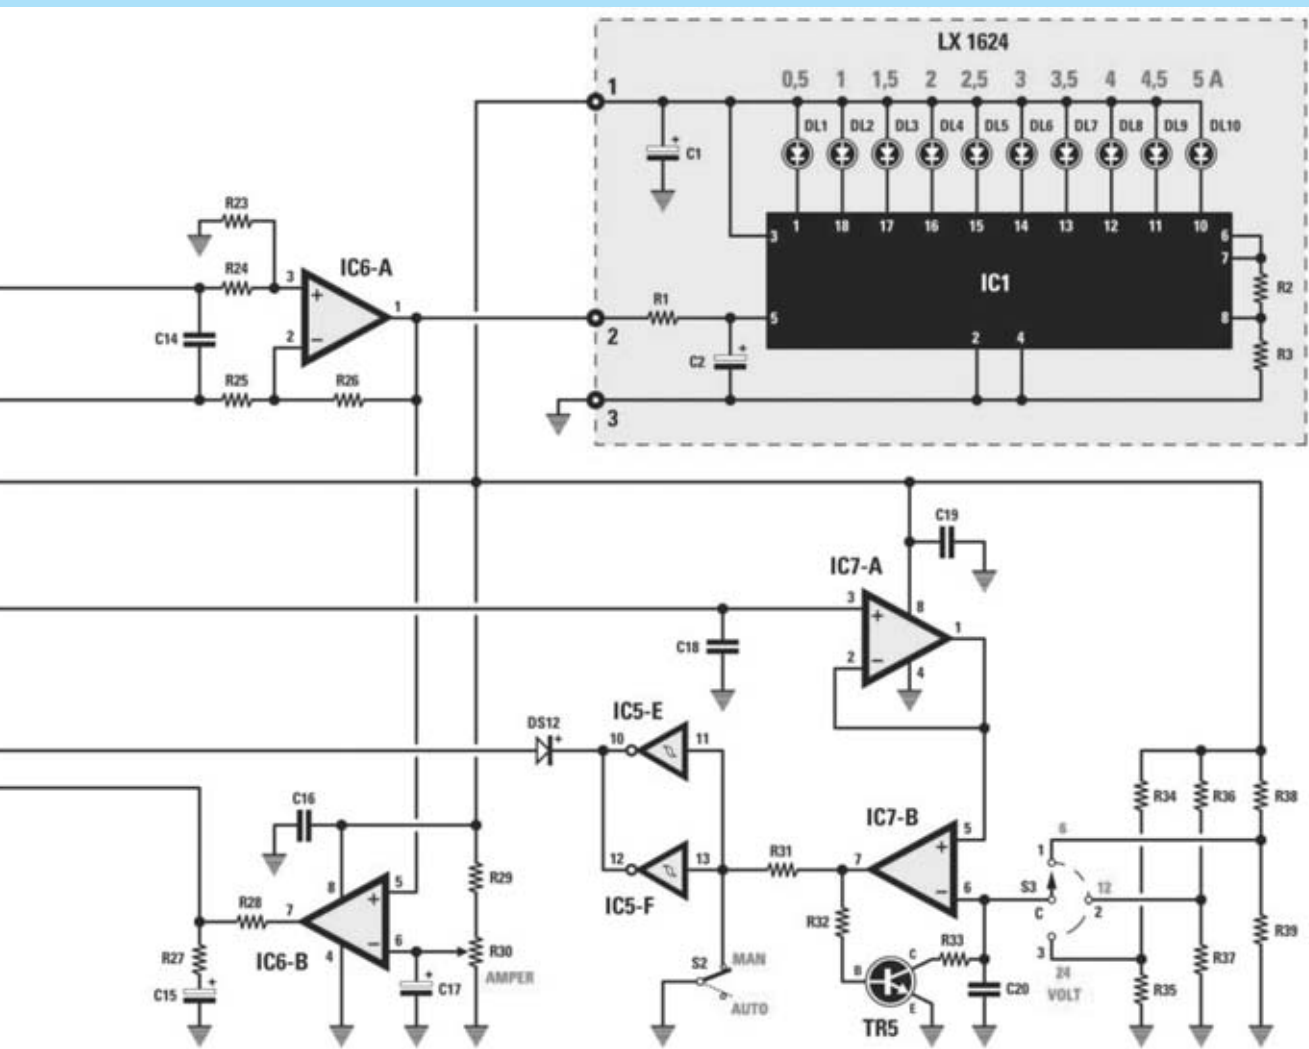 LX 1624
1
0,5 1 1,5 2 2,5 3 3,5 4 4,5 5 A
DL1 DL2 DL3 DL4 DL5 DL6 DL7 DL8 DL9 DL10
+
C1
R23
1 18 17 16 15 14 13 12 11 10
3
6
7
IC6-A
R24
3
+
IC1
R2
R1
1
5
8
C14
2
−
2
2 4
C2
+
R3
R25
R26
3
C19
IC7-A
3
8
+
1
C18
2
−
4
IC5-E
DS12
+
10
11
C16
R34
R36
R38
IC7-B
5
+
6
1
R31
7
12
13
R29
8
5
+
6
−
S3
12
R28
7
IC5-F
R32
C
2
R39
6
−
R33
3
R27
IC6-B
4
R30
AMPER
S2
MAN
C
B
24
VOLT
R37
C15
+
+
C17
AUTO
E
C20
R35
TR5